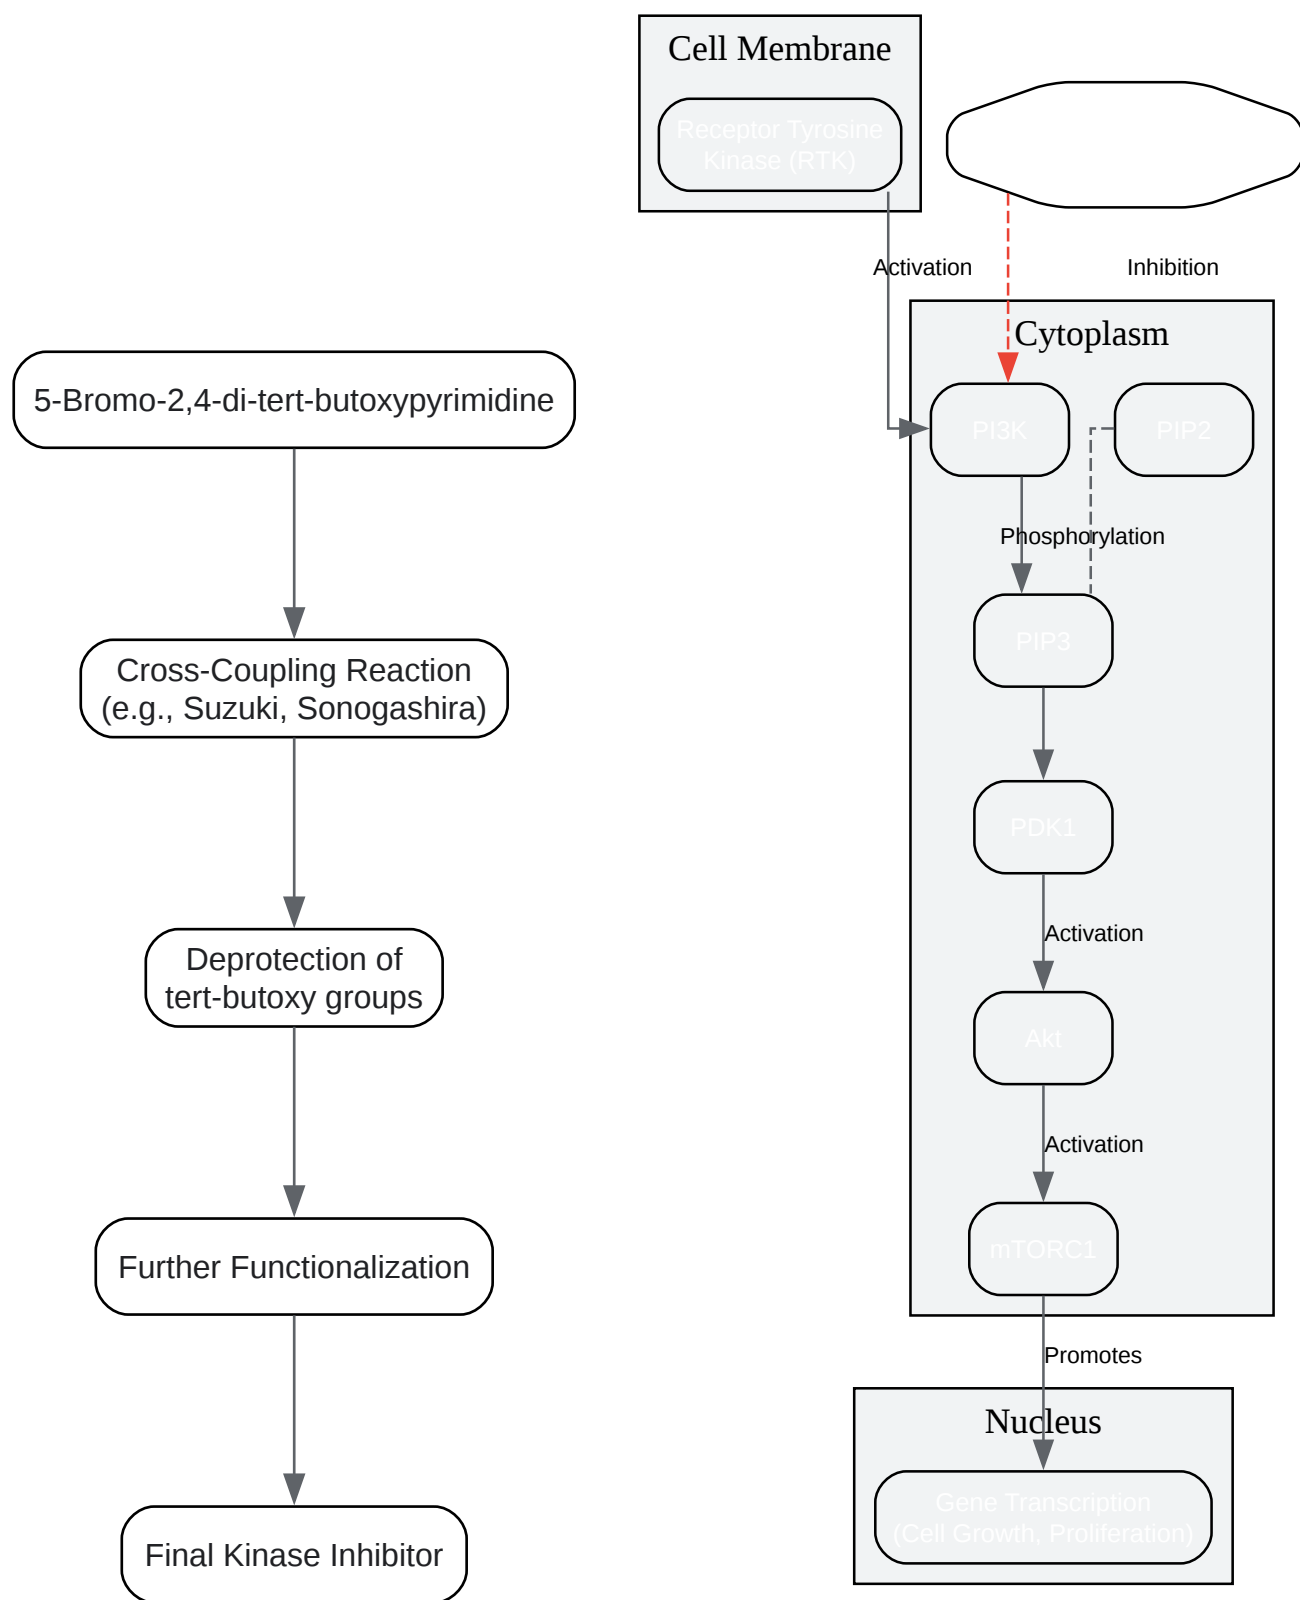 5-Bromo-2,4-di-tert-butoxypyrimidine
Cross-Coupling Reaction
(e.g., Suzuki, Sonogashira)
Deprotection of
tert-butoxy groups
Further Functionalization
Final Kinase Inhibitor
Cell Membrane
Receptor Tyrosine
Kinase (RTK)
Activation
Inhibition
Cytoplasm
PI3K
PIP2
Phosphorylation
PIP3
PDK1
Activation
Akt
Activation
mTORC1
Promotes
Nucleus
Gene Transcription
(Cell Growth, Proliferation)